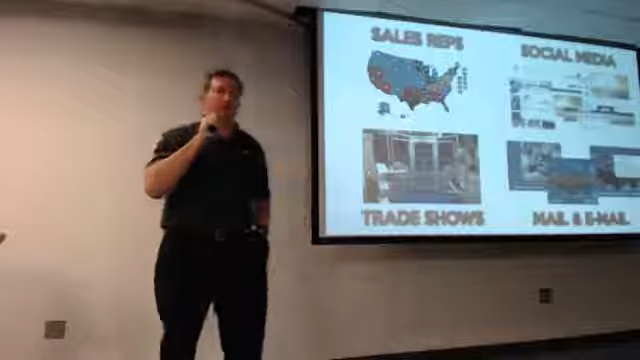 SALES REPS
SOCIAL MEDIA
TRADE SHOWS
MAIL & E-MAIL